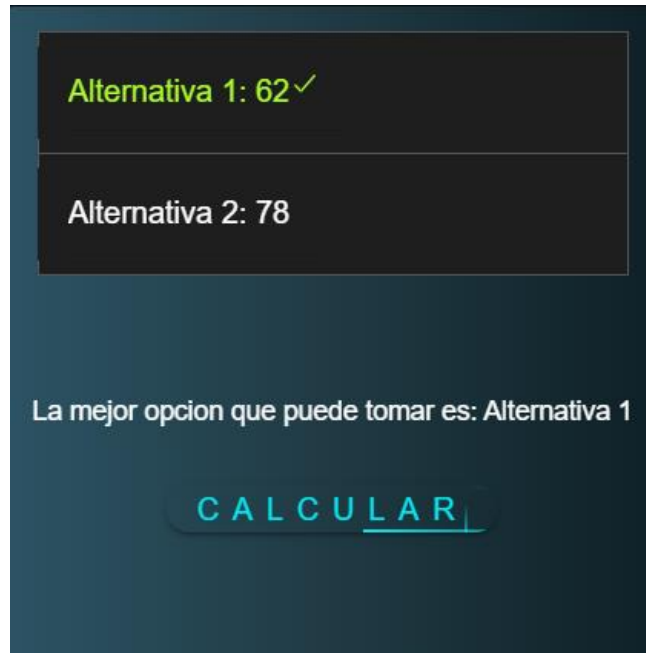 Alternativa 1: 62✓
Alternativa 2: 78
La mejor opcion que puede tomar es: Alternativa 1
CALCULAR